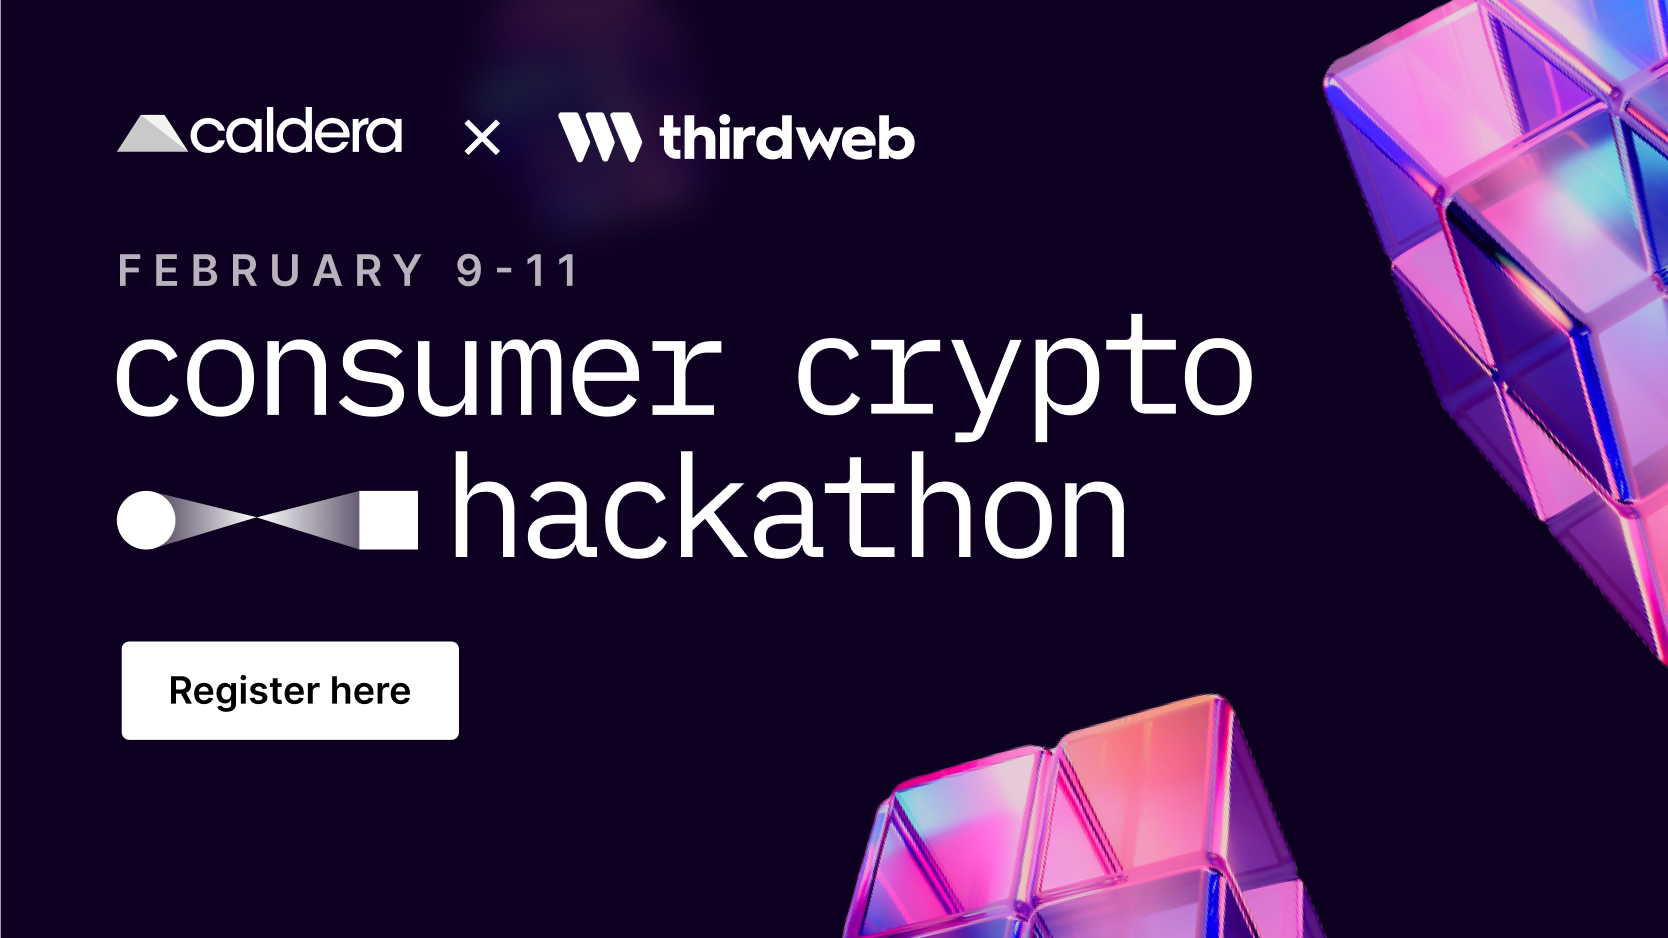 caldera × thirdweb
FEBRUARY 9-11
consumer crypto
hackathon
Register here